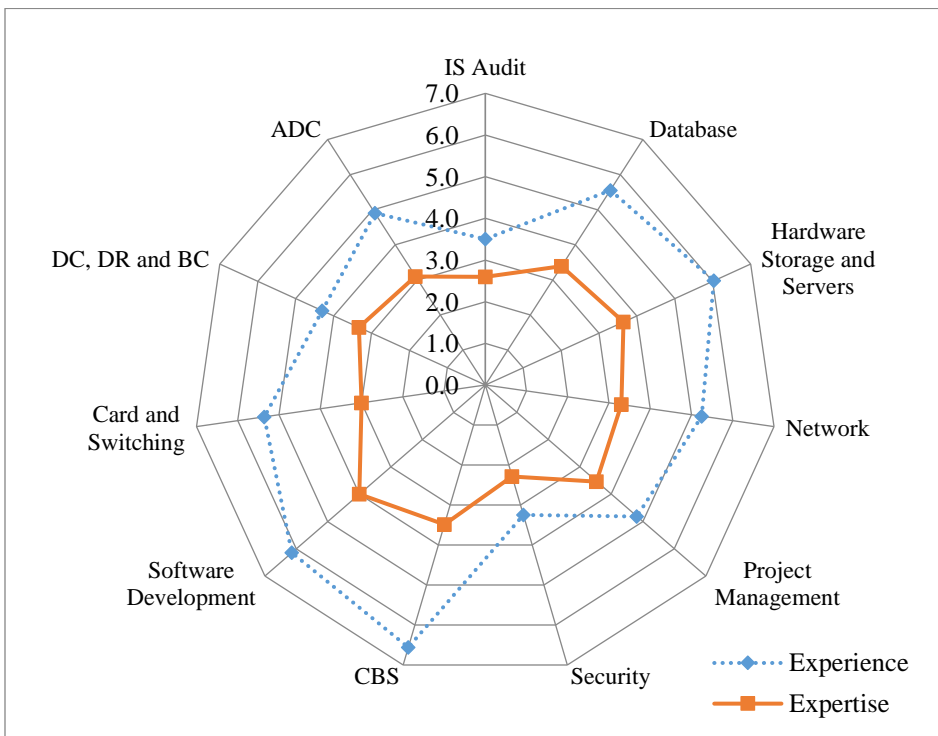 IS Audit
7.0
6.0
5.0
4.0
3.0
2.0
1.0
0.0
Database
Hardware
Storage and
Servers
Network
Project
Management
Security
CBS
Software
Development
Card and
Switching
DC, DR and BC
ADC
Experience
Expertise